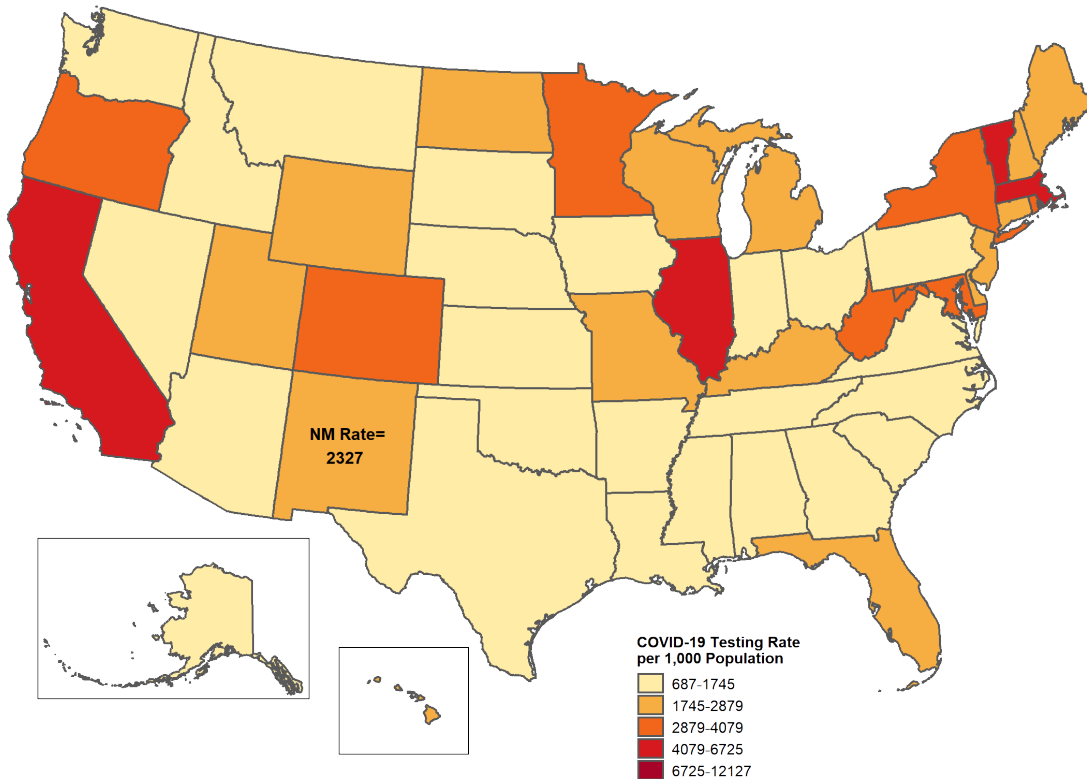 NM Rate=
2327
COVID-19 Testing Rate
per 1,000 Population
687-1745
1745-2879
2879-4079
4079-6725
6725-12127